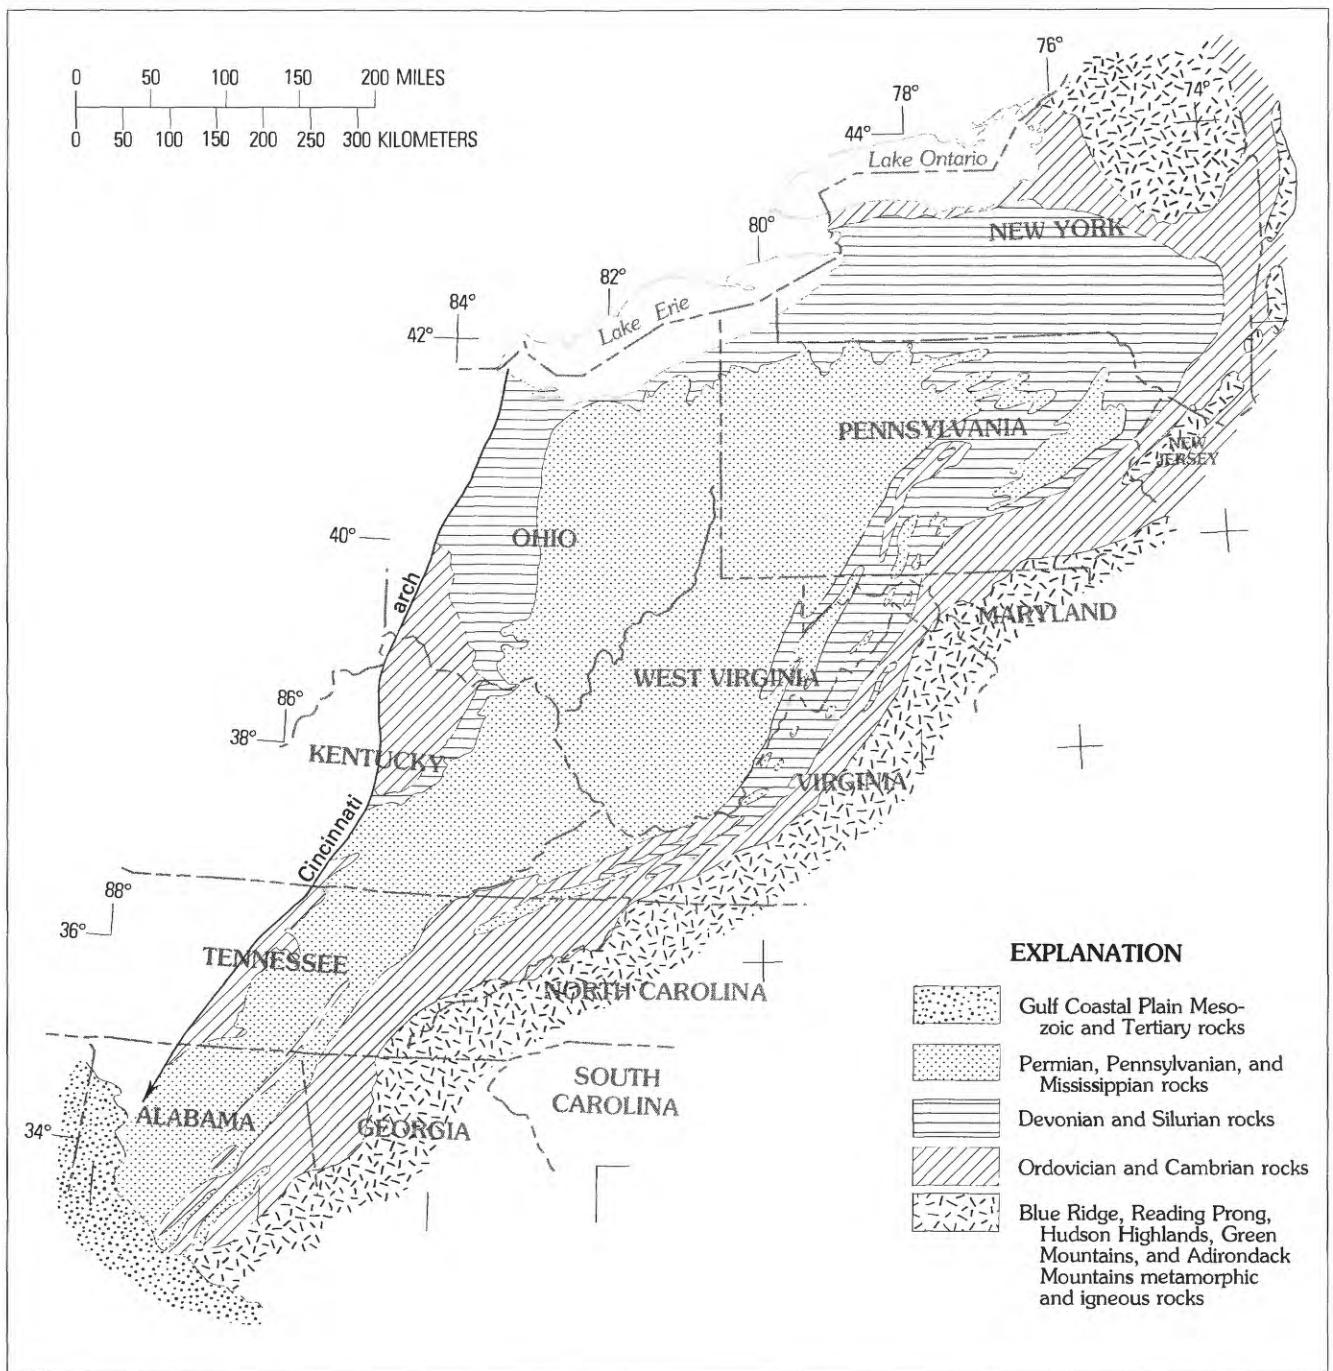 0 50 100 150 200 MILES
0 50 100 150 200 250 300 KILOMETERS
76°
74°
78°
44°
Lake Ontario
NEW YORK
80°
82°
84°
42°
Lake Erie
PENNSYLVANIA
NEW
JERSEY
40°
OHIO
arch
MARYLAND
WEST VIRGINIA
86°
38°
KENTUCKY
VIRGINIA
Cincinnati
88°
36°
TENNESSEE
NORTH CAROLINA
SOUTH
CAROLINA
ALABAMA
GEORGIA
34°
EXPLANATION
Gulf Coastal Plain Meso-
zoic and Tertiary rocks
Permian, Pennsylvanian, and
Mississippian rocks
Devonian and Silurian rocks
Ordovician and Cambrian rocks
Blue Ridge, Reading Prong,
Hudson Highlands, Green
Mountains, and Adirondack
Mountains metamorphic
and igneous rocks